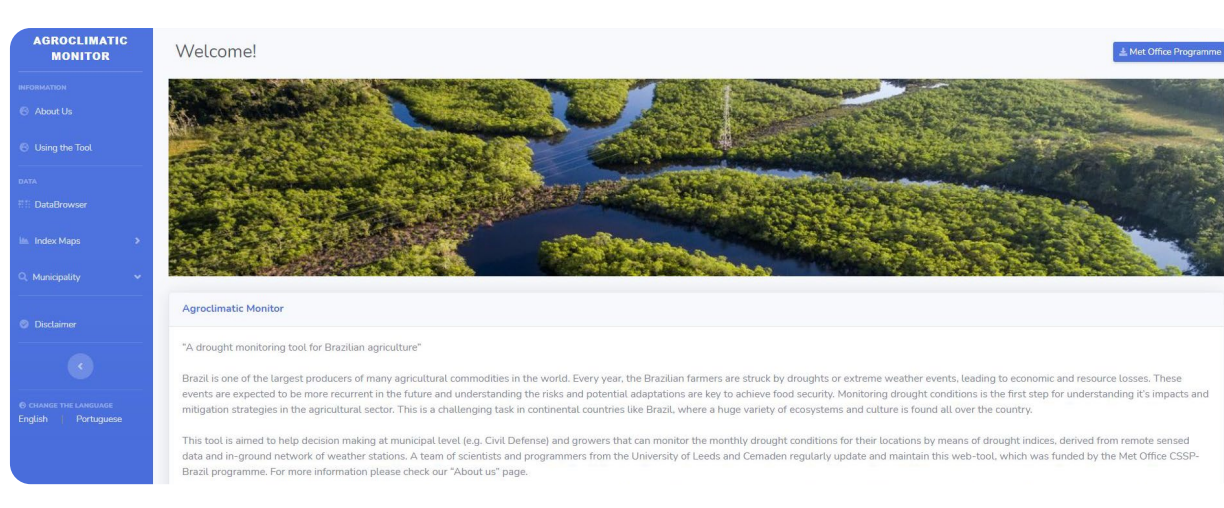 AGROCLIMATIC
MONITOR
INFORMATION
About Us
Using the Tool
DATA
DataBrowser
Index Maps
Municipality
Disclaimer
CHANGE THE LANGUAGE
English | Portuguese
Welcome!
Met Office Programme
Agroclimatic Monitor
"A drought monitoring tool for Brazilian agriculture"
Brazil is one of the largest producers of many agricultural commodities in the world. Every year, the Brazilian farmers are struck by droughts or extreme weather events, leading to economic and resource losses. These
events are expected to be more recurrent in the future and understanding the risks and potential adaptations are key to achieve food security. Monitoring drought conditions is the first step for understanding it's impacts and
mitigation strategies in the agricultural sector. This is a challenging task in continental countries like Brazil, where a huge variety of ecosystems and culture is found all over the country.
This tool is aimed to help decision making at municipal level (e.g. Civil Defense) and growers that can monitor the monthly drought conditions for their locations by means of drought indices, derived from remote sensed
data and in-ground network of weather stations. A team of scientists and programmers from the University of Leeds and Cemaden regularly update and maintain this web-tool, which was funded by the Met Office CSSP-
Brazil programme. For more information please check our "About us" page.